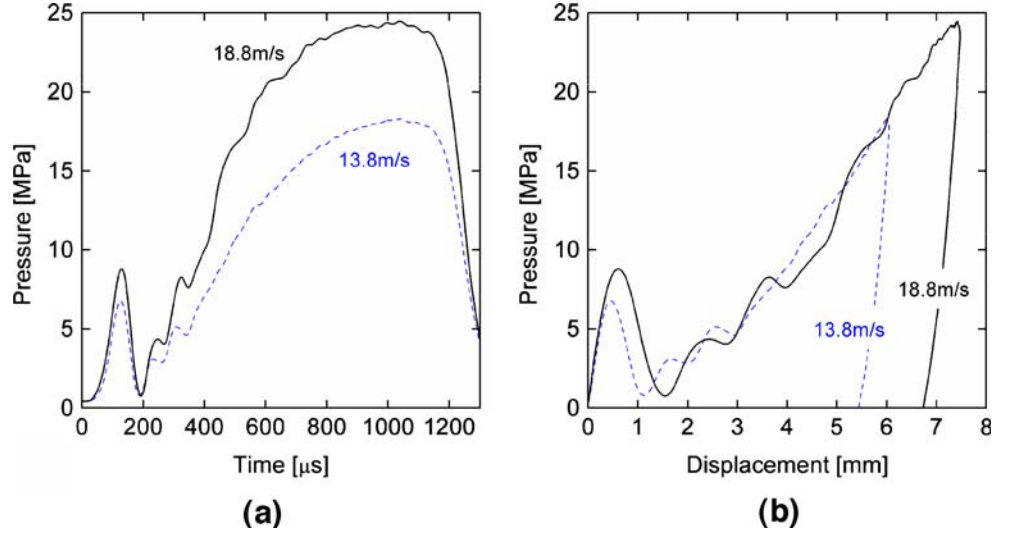 25
20
15
10
5
0
Pressure [MPa]
18.8m/s
13.8m/s
0 200 400 600 800 1000 1200
Time [μs]
(a)
25
20
15
10
5
0
Pressure [MPa]
18.8m/s
13.8m/s
0 1 2 3 4 5 6 7 8
Displacement [mm]
(b)